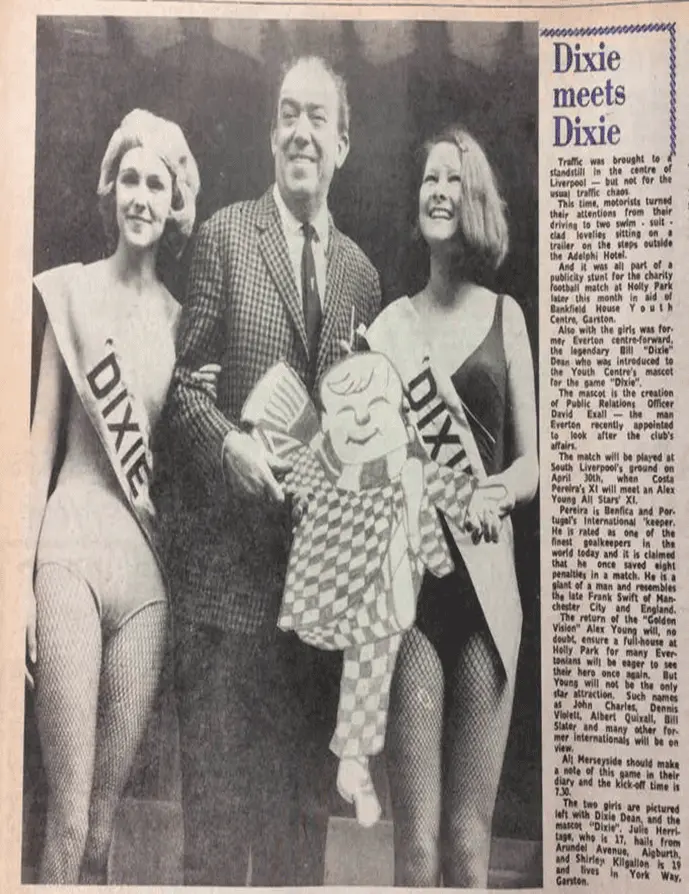 DIXIE
DIXIE
Dixie
meets
Dixie
Traffic was brought to a
standstill in the centre of
Liverpool — but not for the
usual traffic chaos.
This time, motorists turned
their attentions from their
driving to two swim - suit -
clad lovelies sitting on a
trailer on the steps outside
the Adelphi Hotel.
And it was all part of a
publicity stunt for the charity
football match at Holly Park
later this month in aid of
Bankfield House Youth
Centre, Garston.
Also with the girls was for-
mer Everton centre-forward,
the legendary Bill "Dixie"
Dean who was introduced to
the Youth Centre's mascot
for the game "Dixie".
The mascot is the creation
of Public Relations Officer
David Exall — the man
Everton recently appointed
to look after the club's
affairs.
The match will be played at
South Liverpool's ground on
April 30th, when Costa
Pereira's XI will meet an Alex
Young All Stars' XI.
Pereira is Benfica and Por-
tugal's International 'keeper.
He is rated as one of the
finest goalkeepers in the
world today and it is claimed
that he once saved eight
penalties in a match. He is a
giant of a man and resembles
the late Frank Swift of Man-
chester City and England.
The return of the "Golden
Vision" Alex Young will, no
doubt, ensure a full-house at
Holly Park for many Ever-
tonians will be eager to see
their hero once again. But
Young will not be the only
star attraction. Such names
as John Charles, Dennis
Violett, Albert Quixall, Bill
Slater and many other for-
mer internationals will be on
view.
All Merseyside should make
a note of this game in their
diary and the kick-off time is
7.30.
The two girls are pictured
left with Dixie Dean, and the
mascot "Dixie". Julie Herri-
tage, who is 17, hails from
Arundel Avenue, Aigburth,
and Shirley Kilgallon is 19
and lives in York Way,
Garston.